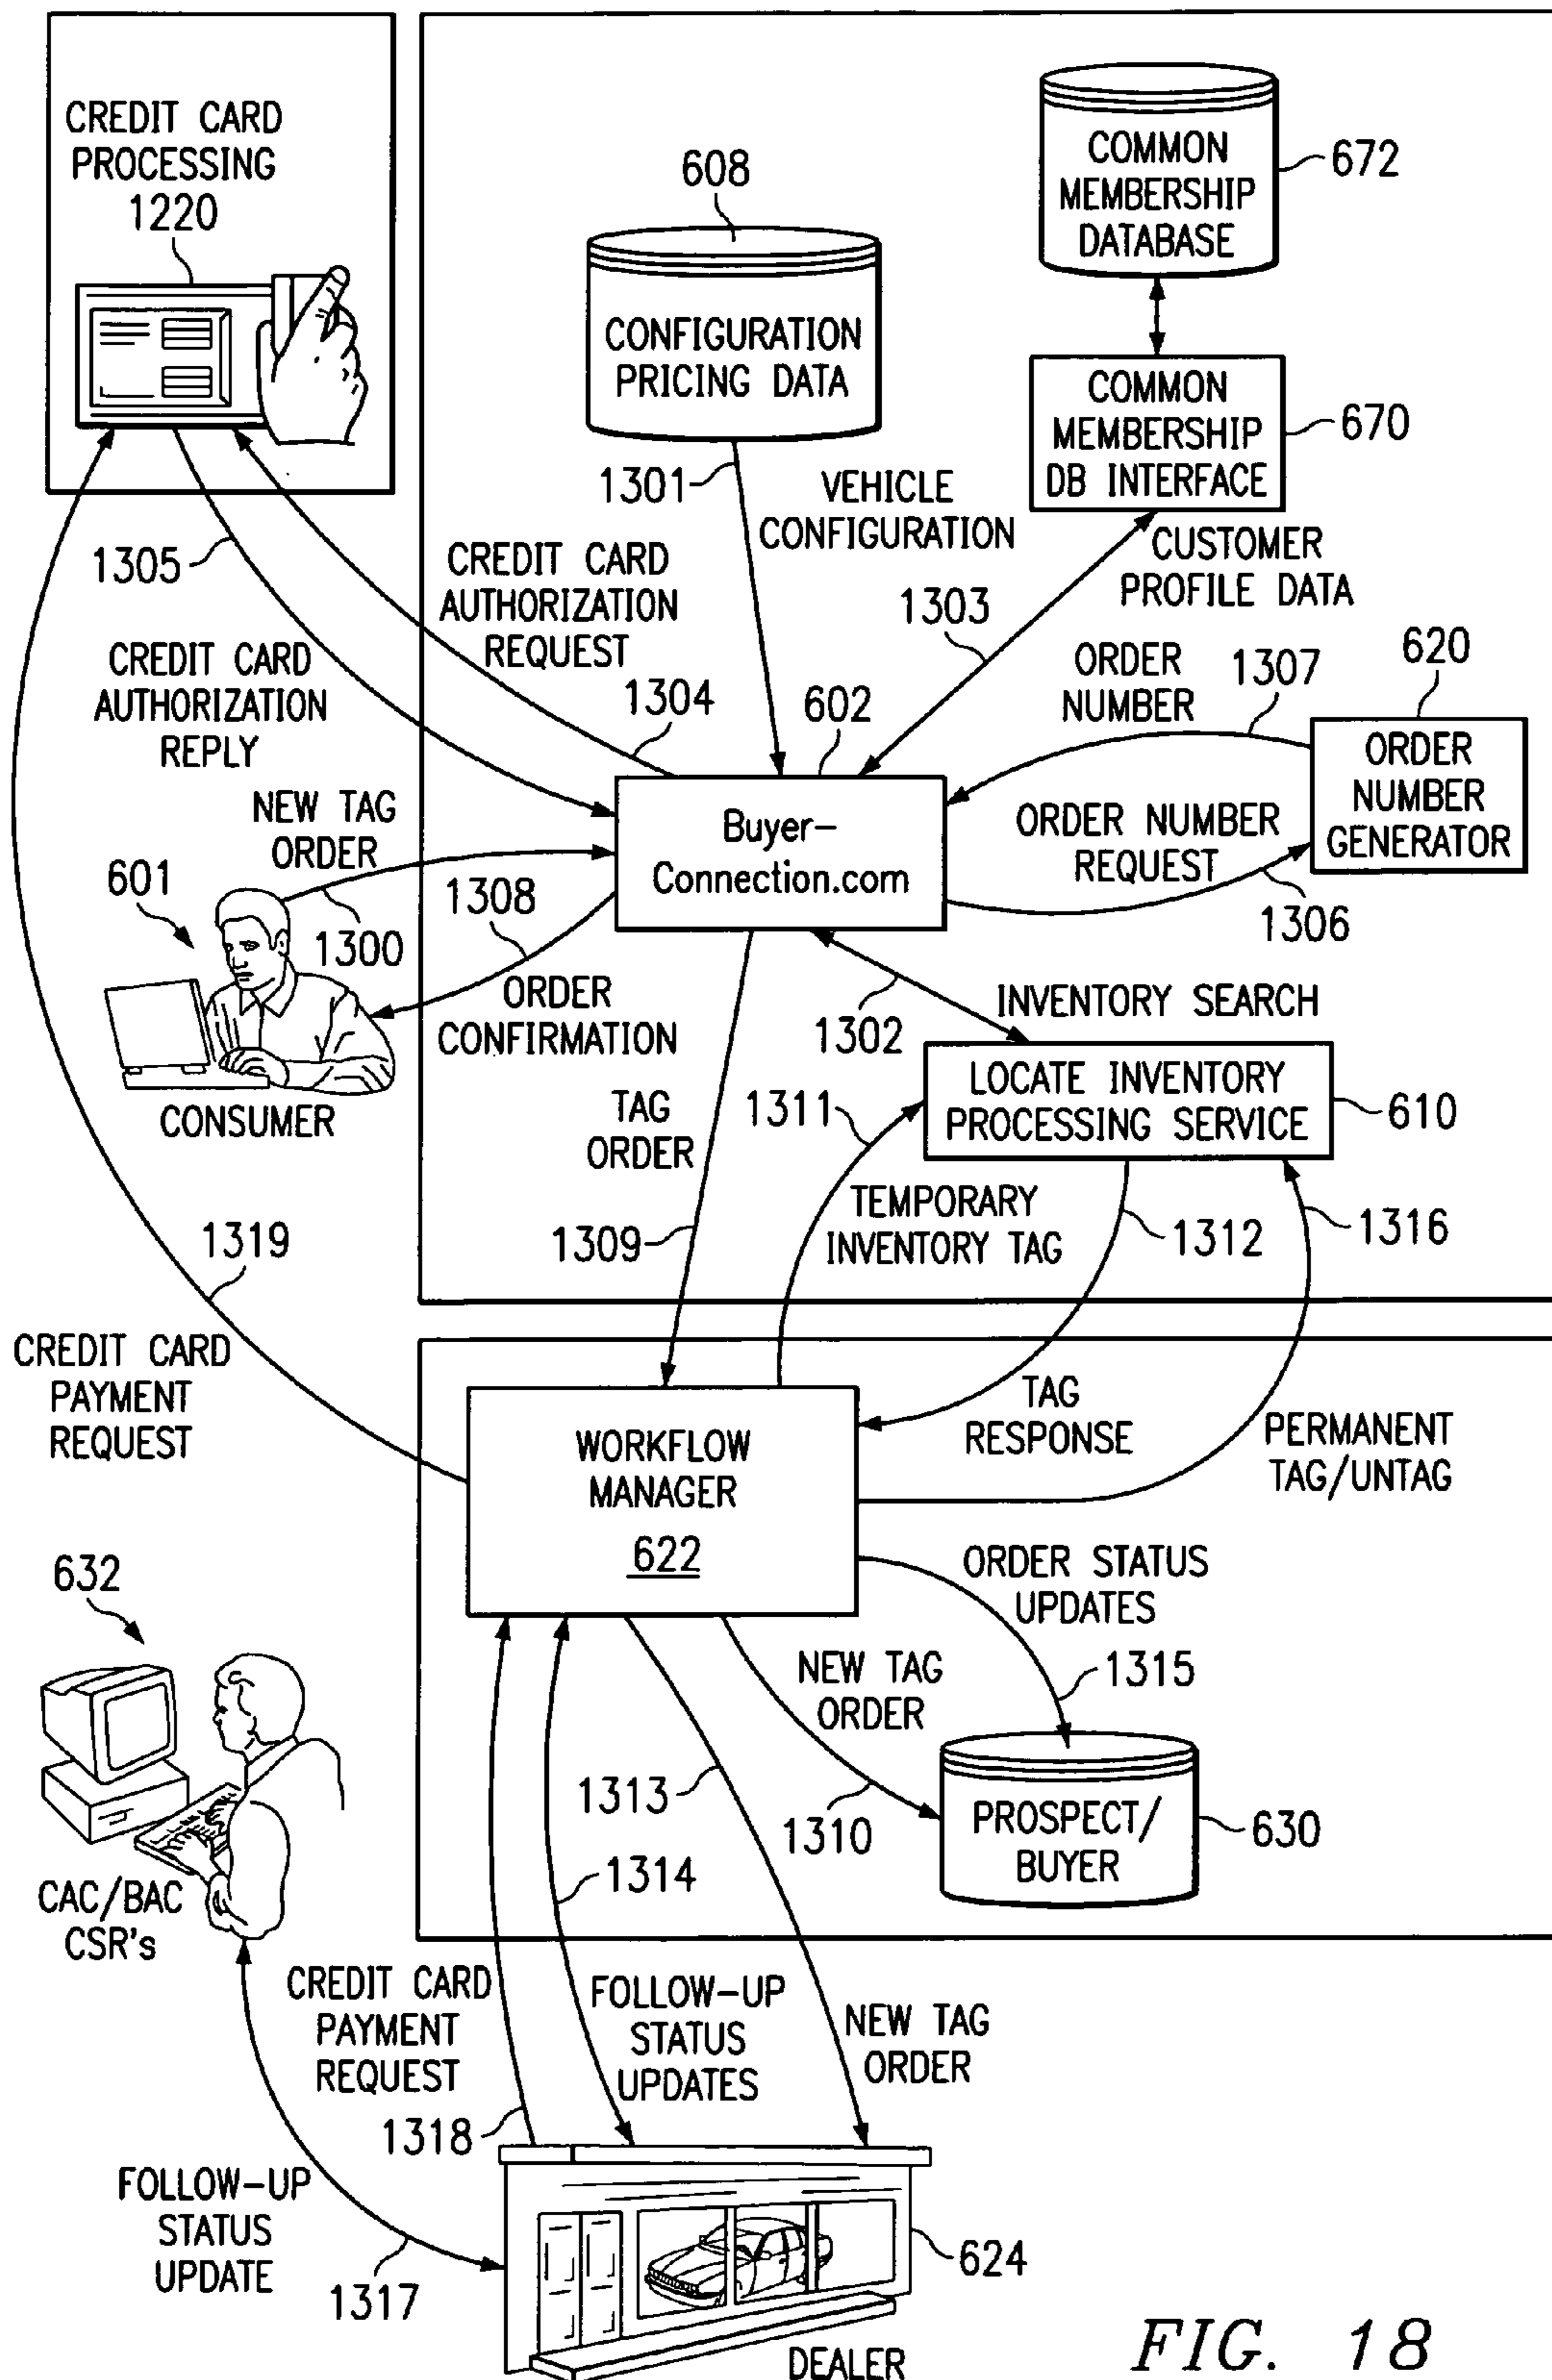 CREDIT CARD
PROCESSING
1220
608
COMMON
MEMBERSHIP
DATABASE
672
CONFIGURATION
PRICING DATA
COMMON
MEMBERSHIP
DB INTERFACE
670
1301
VEHICLE
CONFIGURATION
1305
CREDIT CARD
AUTHORIZATION
REQUEST
1303
CUSTOMER
PROFILE DATA
CREDIT CARD
AUTHORIZATION
REPLY
1304
602
ORDER
NUMBER
1307
620
ORDER
NUMBER
GENERATOR
NEW TAG
ORDER
Buyer-
Connection.com
ORDER NUMBER
REQUEST
601
1300
1308
1306
ORDER
CONFIRMATION
1302
INVENTORY SEARCH
CONSUMER
TAG
ORDER
1311
LOCATE INVENTORY
PROCESSING SERVICE
610
1309
TEMPORARY
INVENTORY TAG
1312
1316
1319
CREDIT CARD
PAYMENT
REQUEST
TAG
RESPONSE
PERMANENT
TAG/UNTAG
WORKFLOW
MANAGER
622
632
ORDER STATUS
UPDATES
NEW TAG
ORDER
1315
1313
1310
PROSPECT/
BUYER
630
1314
CAC/BAC
CSR's
CREDIT CARD
PAYMENT
REQUEST
1318
FOLLOW-UP
STATUS
UPDATES
NEW TAG
ORDER
FOLLOW-UP
STATUS
UPDATE
1317
624
DEALER
FIG. 18